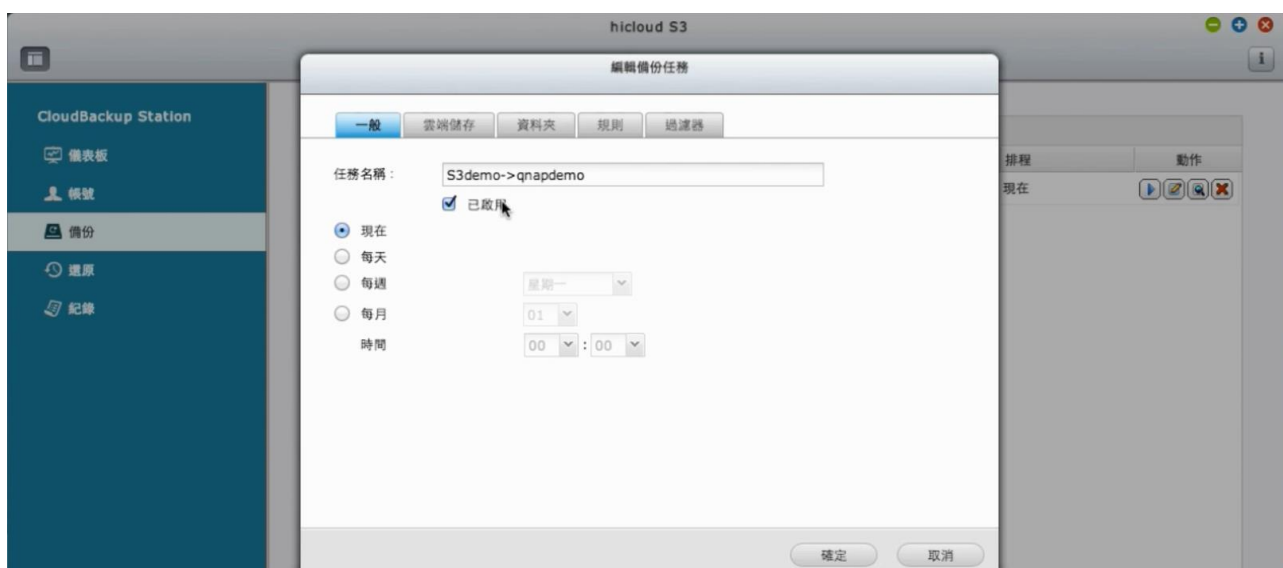 hicloud S3
編輯備份任務
CloudBackup Station
儀表板
帳號
備份
還原
紀錄
一般 雲端儲存 資料夾 規則 過濾器
任務名稱：
S3demo->qnapdemo
已啟用
現在
每天
每週 星期一
每月 01
時間 00 : 00
排程 動作
現在
確定 取消